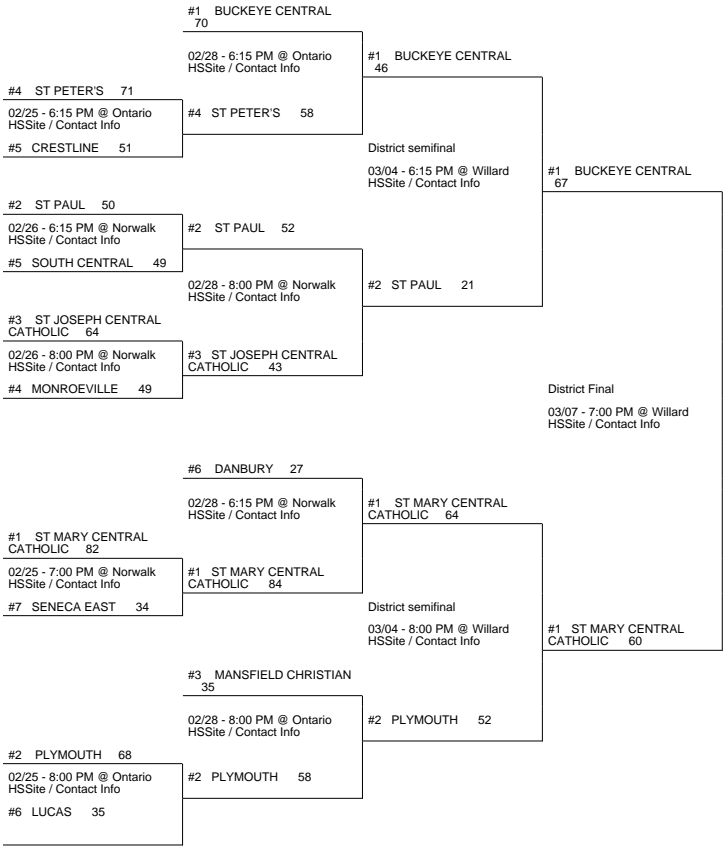 #1 BUCKEYE CENTRAL
70
02/28 - 6:15 PM @ Ontario
HSSite / Contact Info
#1 BUCKEYE CENTRAL
46
#4 ST PETER'S 71
02/25 - 6:15 PM @ Ontario
HSSite / Contact Info
#4 ST PETER'S 58
#5 CRESTLINE 51
District semifinal
03/04 - 6:15 PM @ Willard
HSSite / Contact Info
#1 BUCKEYE CENTRAL
67
#2 ST PAUL 50
02/26 - 6:15 PM @ Norwalk
HSSite / Contact Info
#2 ST PAUL 52
#5 SOUTH CENTRAL 49
02/28 - 8:00 PM @ Norwalk
HSSite / Contact Info
#2 ST PAUL 21
#3 ST JOSEPH CENTRAL
CATHOLIC 64
02/26 - 8:00 PM @ Norwalk
HSSite / Contact Info
#3 ST JOSEPH CENTRAL
CATHOLIC 43
#4 MONROEVILLE 49
District Final
03/07 - 7:00 PM @ Willard
HSSite / Contact Info
#6 DANBURY 27
02/28 - 6:15 PM @ Norwalk
HSSite / Contact Info
#1 ST MARY CENTRAL
CATHOLIC 64
#1 ST MARY CENTRAL
CATHOLIC 82
02/25 - 7:00 PM @ Norwalk
HSSite / Contact Info
#1 ST MARY CENTRAL
CATHOLIC 84
#7 SENECA EAST 34
District semifinal
03/04 - 8:00 PM @ Willard
HSSite / Contact Info
#1 ST MARY CENTRAL
CATHOLIC 60
#3 MANSFIELD CHRISTIAN
35
02/28 - 8:00 PM @ Ontario
HSSite / Contact Info
#2 PLYMOUTH 52
#2 PLYMOUTH 68
02/25 - 8:00 PM @ Ontario
HSSite / Contact Info
#2 PLYMOUTH 58
#6 LUCAS 35